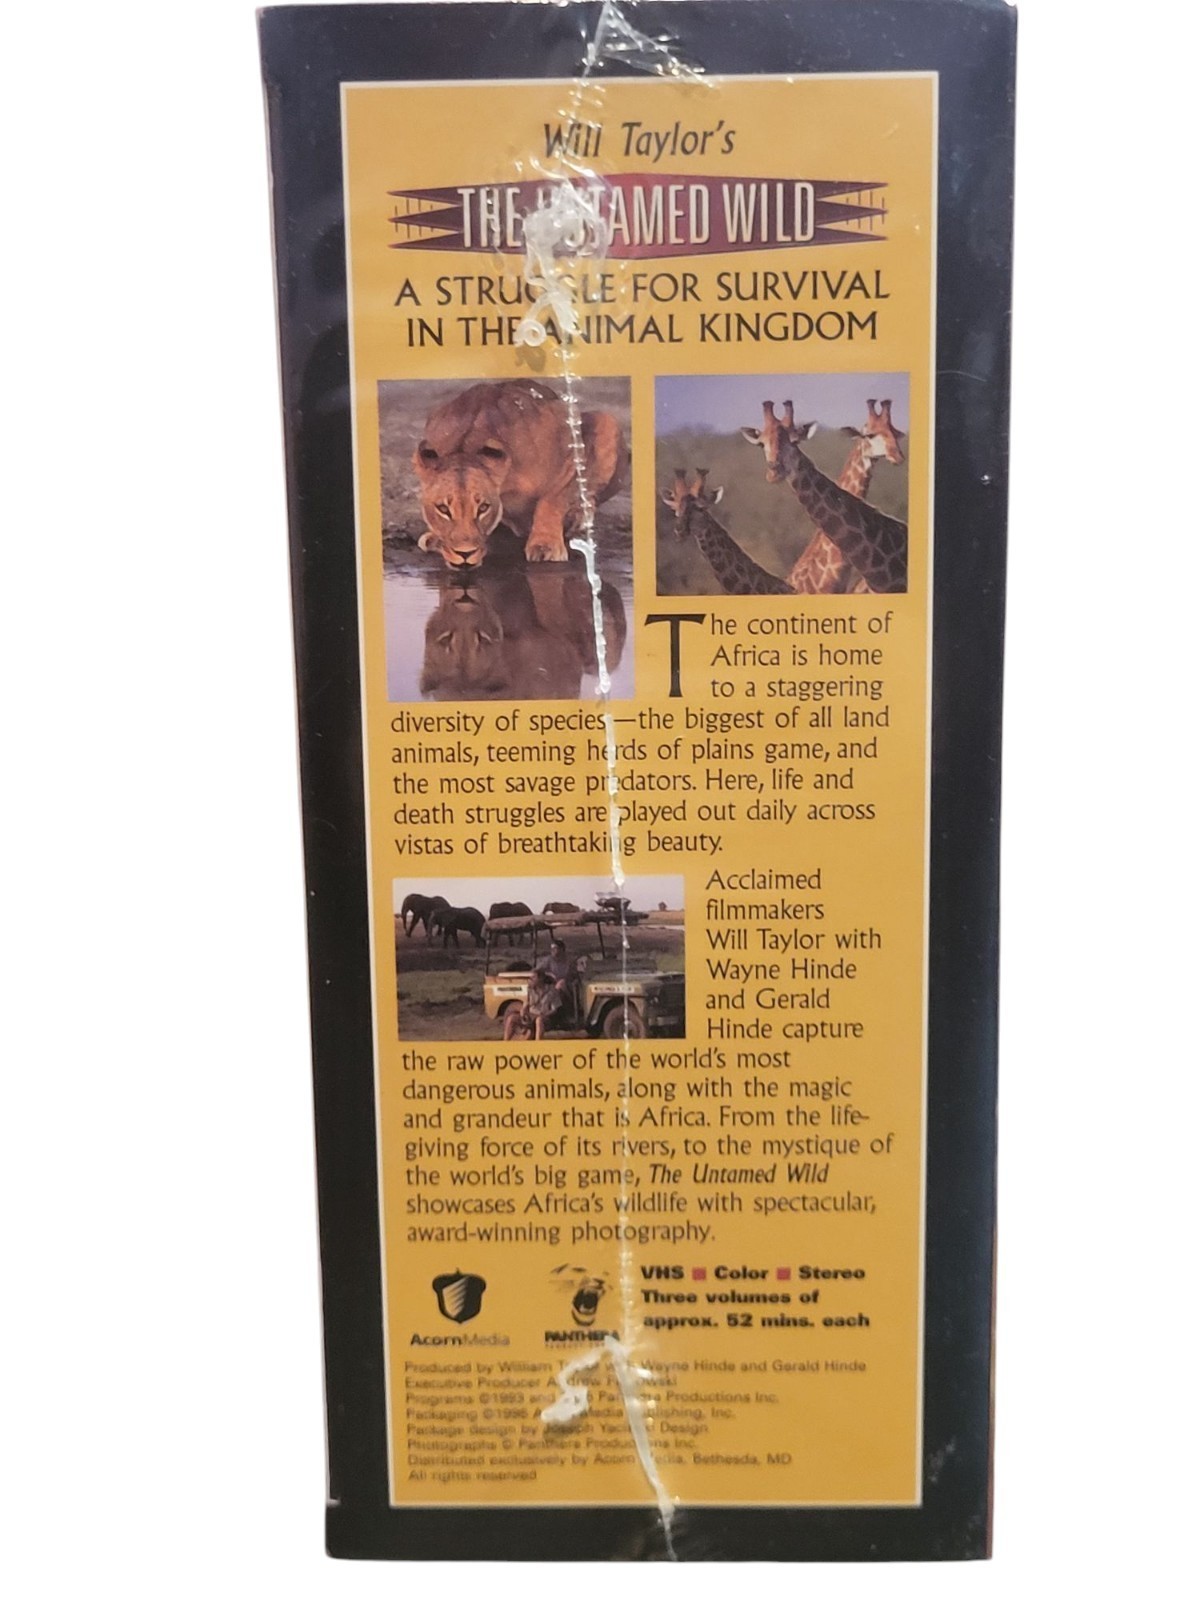 Will Taylor's
THE UNTAMED WILD
A STRUGGLE FOR SURVIVAL
IN THE ANIMAL KINGDOM
The continent of
Africa is home
to a staggering
diversity of species—the biggest of all land
animals, teeming herds of plains game, and
the most savage predators. Here, life and
death struggles are played out daily across
vistas of breathtaking beauty.
Acclaimed
filmmakers
Will Taylor with
Wayne Hinde
and Gerald
Hinde capture
the raw power of the world's most
dangerous animals, along with the magic
and grandeur that is Africa. From the life-
giving force of its rivers, to the mystique of
the world's big game, The Untamed Wild
showcases Africa's wildlife with spectacular,
award-winning photography.
AcornMedia
PANTHERA
PRODUCTIONS
VHS Color Stereo
Three volumes of
approx. 52 mins. each
Produced by William Taylor with Wayne Hinde and Gerald Hinde
Executive Producer Andrew
Programs ©1993 and Panthera Productions Inc.
Packaging ©1996 Acorn Media Publishing, Inc.
Package design by Joseph Design
Photographs © Panthera Productions Inc.
Distributed exclusively by Acorn Media, Bethesda, MD
All rights reserved